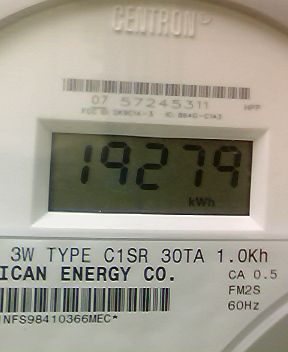 CENTRON
07 57245311
19279
kWh
3W TYPE C1SR 30TA 1.0Kh
ICAN ENERGY CO.
CA 0.5
FM2S
60Hz
NFS98410366MEC*